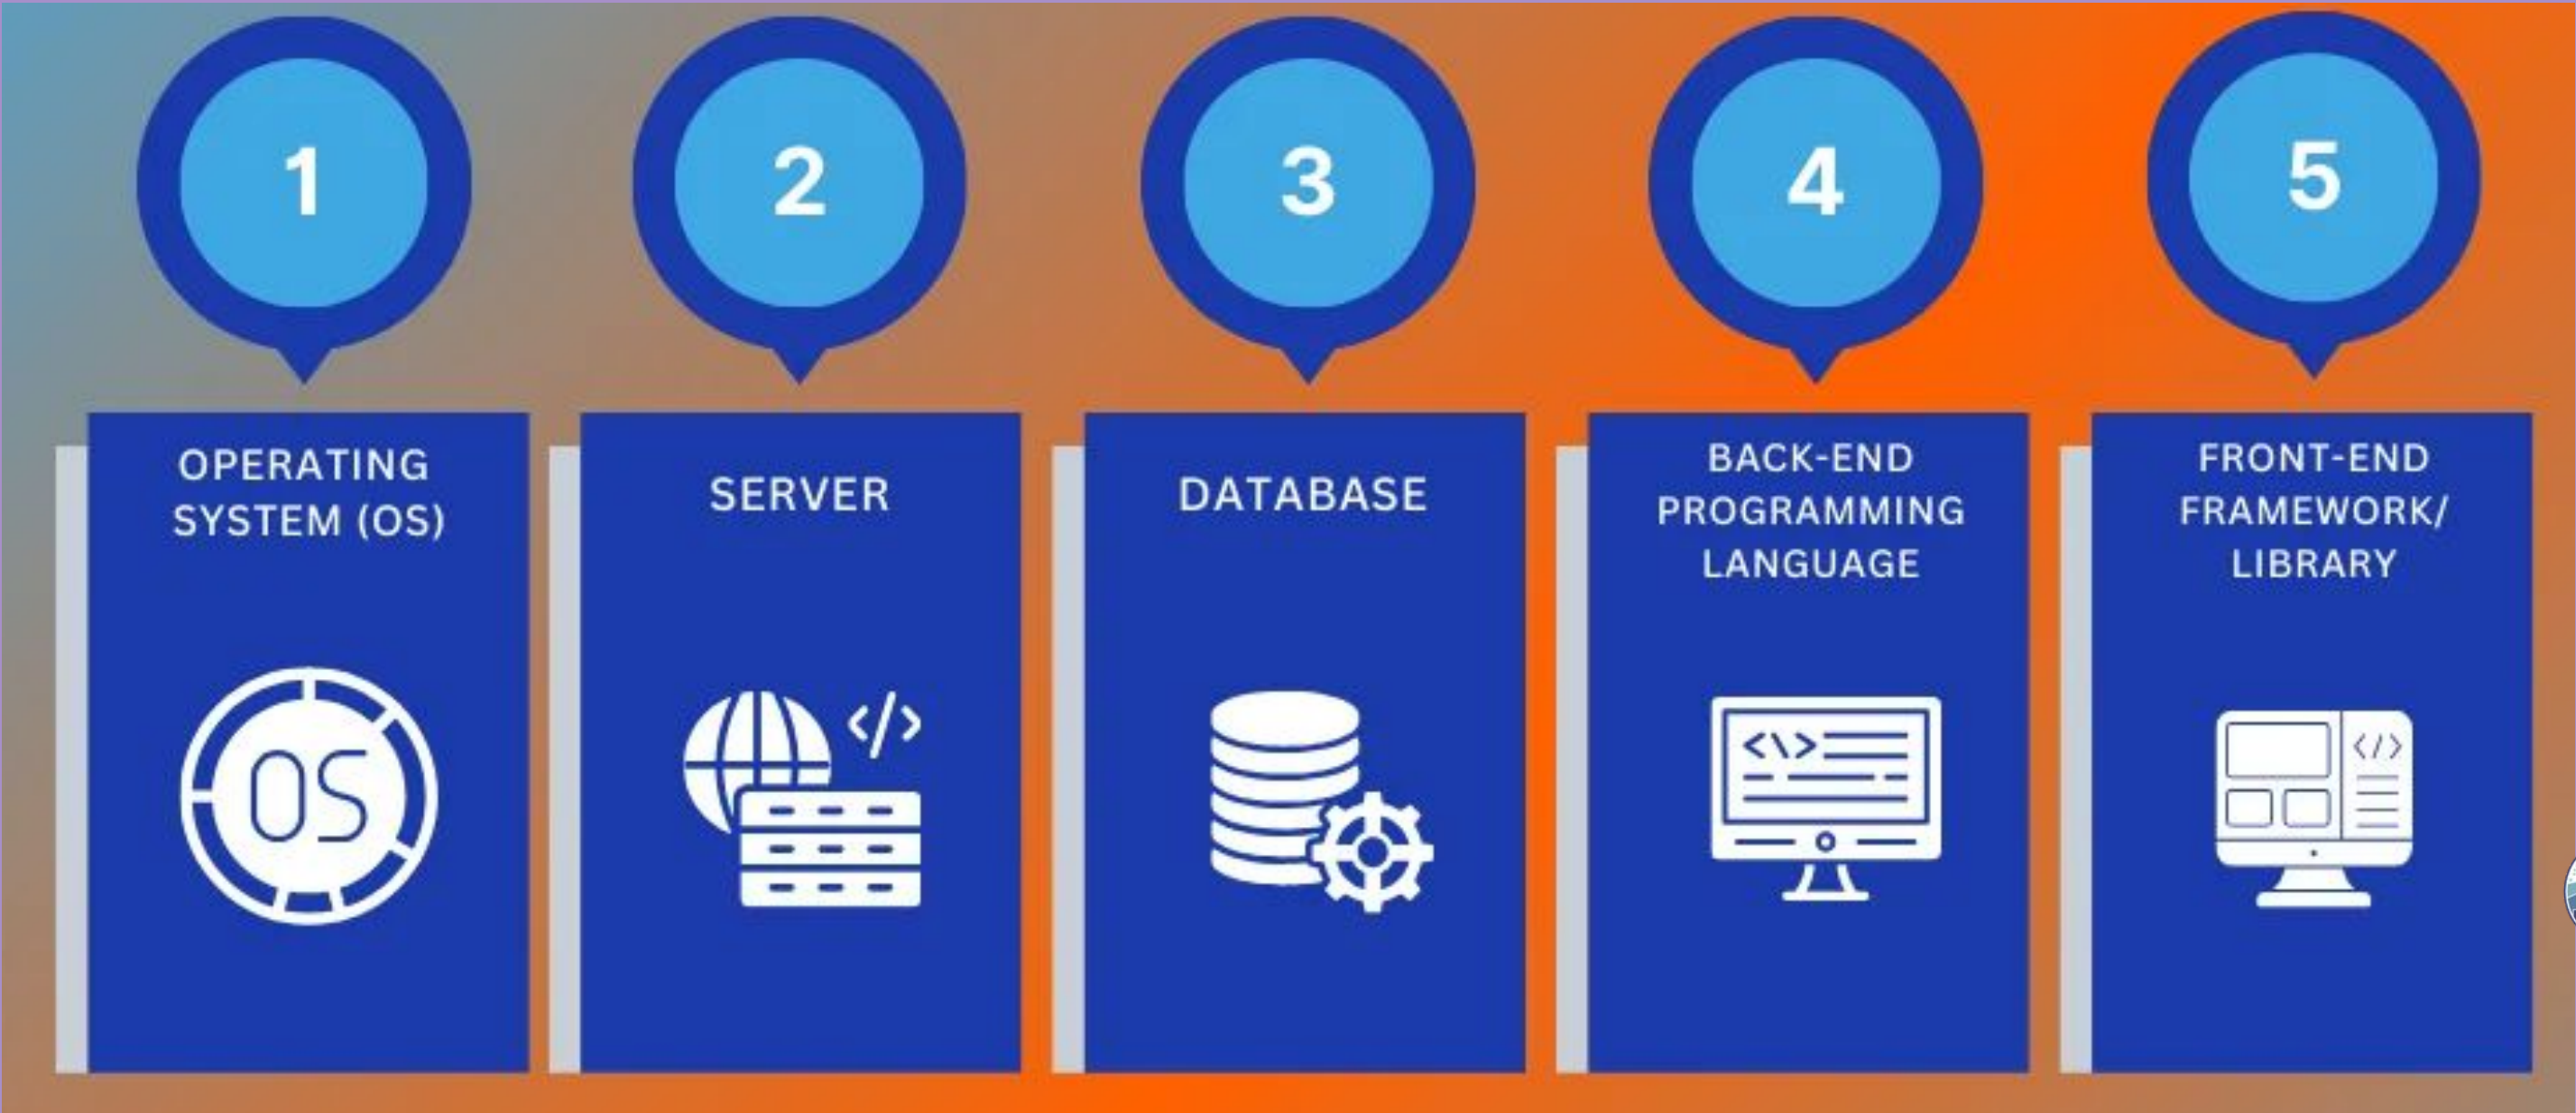 1
2
3
4
5
OPERATING
SYSTEM (OS)
OS
SERVER
</>
DATABASE
BACK-END
PROGRAMMING
LANGUAGE
<\>
FRONT-END
FRAMEWORK/
LIBRARY
</>